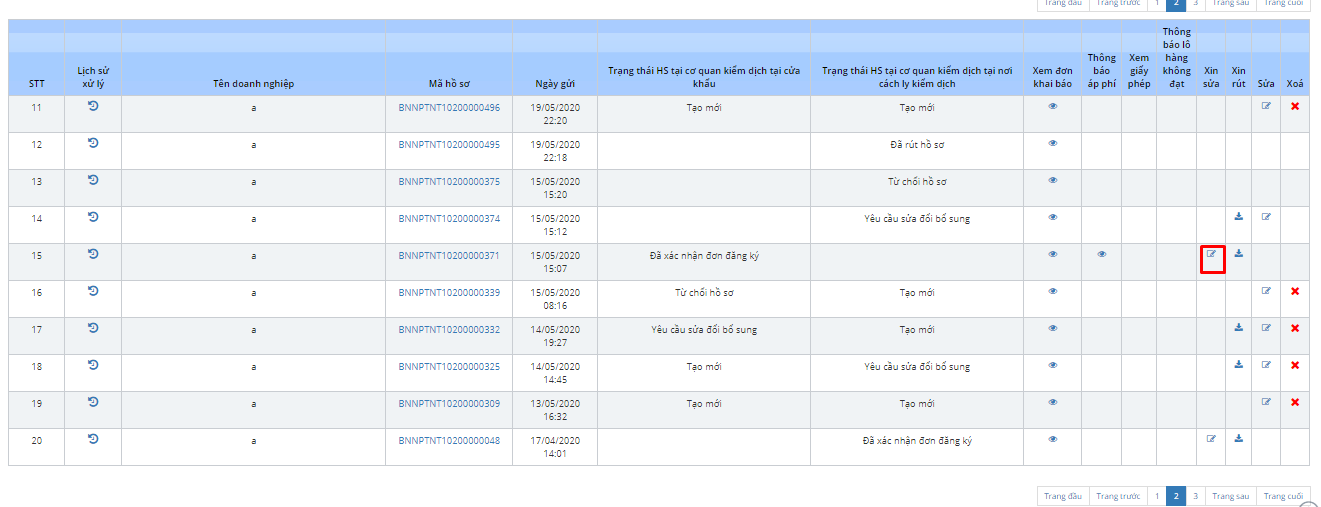 Trang đầu Trang trước 1 2 3 Trang sau Trang cuối
STT Lịch sử xử lý Tên doanh nghiệp Mã hồ sơ Ngày gửi Trạng thái HS tại cơ quan kiểm dịch tại cửa khẩu Trạng thái HS tại cơ quan kiểm dịch tại nơi cách ly kiểm dịch Xem đơn khai báo Thông báo áp phí Xem giấy phép Thông báo lô hàng không đạt Xin sửa Xin rút Sửa Xoá
11 a BNNPTNT10200000496 19/05/2020 22:20 Tạo mới Tạo mới
12 a BNNPTNT10200000495 19/05/2020 22:18 Đã rút hồ sơ
13 a BNNPTNT10200000375 15/05/2020 15:20 Từ chối hồ sơ
14 a BNNPTNT10200000374 15/05/2020 15:12 Yêu cầu sửa đổi bổ sung
15 a BNNPTNT10200000371 15/05/2020 15:07 Đã xác nhận đơn đăng ký
16 a BNNPTNT10200000339 15/05/2020 08:16 Từ chối hồ sơ Tạo mới
17 a BNNPTNT10200000332 14/05/2020 19:27 Yêu cầu sửa đổi bổ sung Tạo mới
18 a BNNPTNT10200000325 14/05/2020 14:45 Tạo mới Yêu cầu sửa đổi bổ sung
19 a BNNPTNT10200000309 13/05/2020 16:32 Tạo mới Tạo mới
20 a BNNPTNT10200000048 17/04/2020 14:01 Đã xác nhận đơn đăng ký
Trang đầu Trang trước 1 2 3 Trang sau Trang cuối